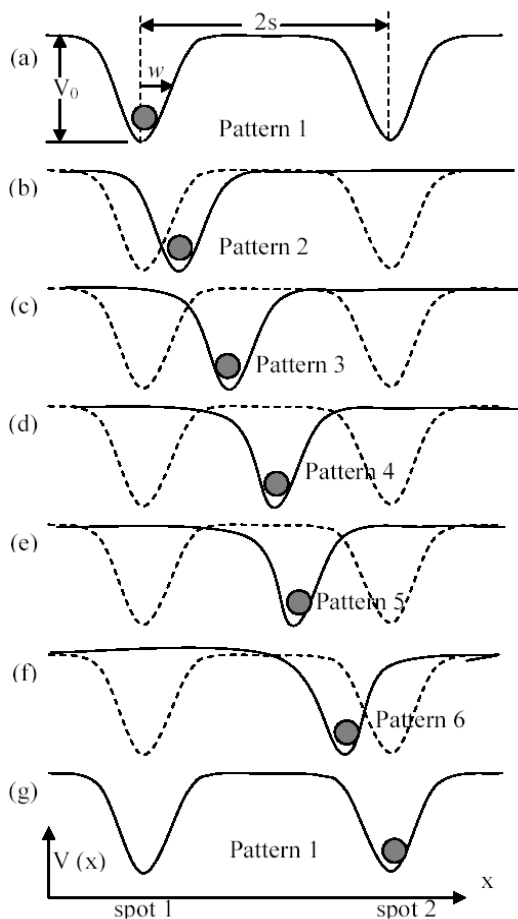 2s
(a)
w
V₀
Pattern 1
(b)
Pattern 2
(c)
Pattern 3
(d)
Pattern 4
(e)
Pattern 5
(f)
Pattern 6
(g)
V (x)
Pattern 1
x
spot 1 spot 2